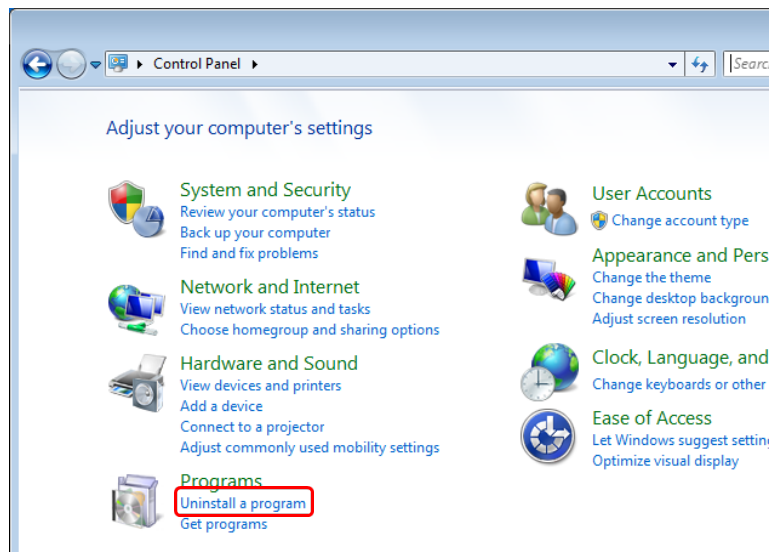 Control Panel
Searc
Adjust your computer's settings
System and Security
Review your computer's status
Back up your computer
Find and fix problems
Network and Internet
View network status and tasks
Choose homegroup and sharing options
Hardware and Sound
View devices and printers
Add a device
Connect to a projector
Adjust commonly used mobility settings
Programs
Uninstall a program
Get programs
User Accounts
Change account type
Appearance and Pers
Change the theme
Change desktop backgroun
Adjust screen resolution
Clock, Language, and
Change keyboards or other
Ease of Access
Let Windows suggest setting
Optimize visual display